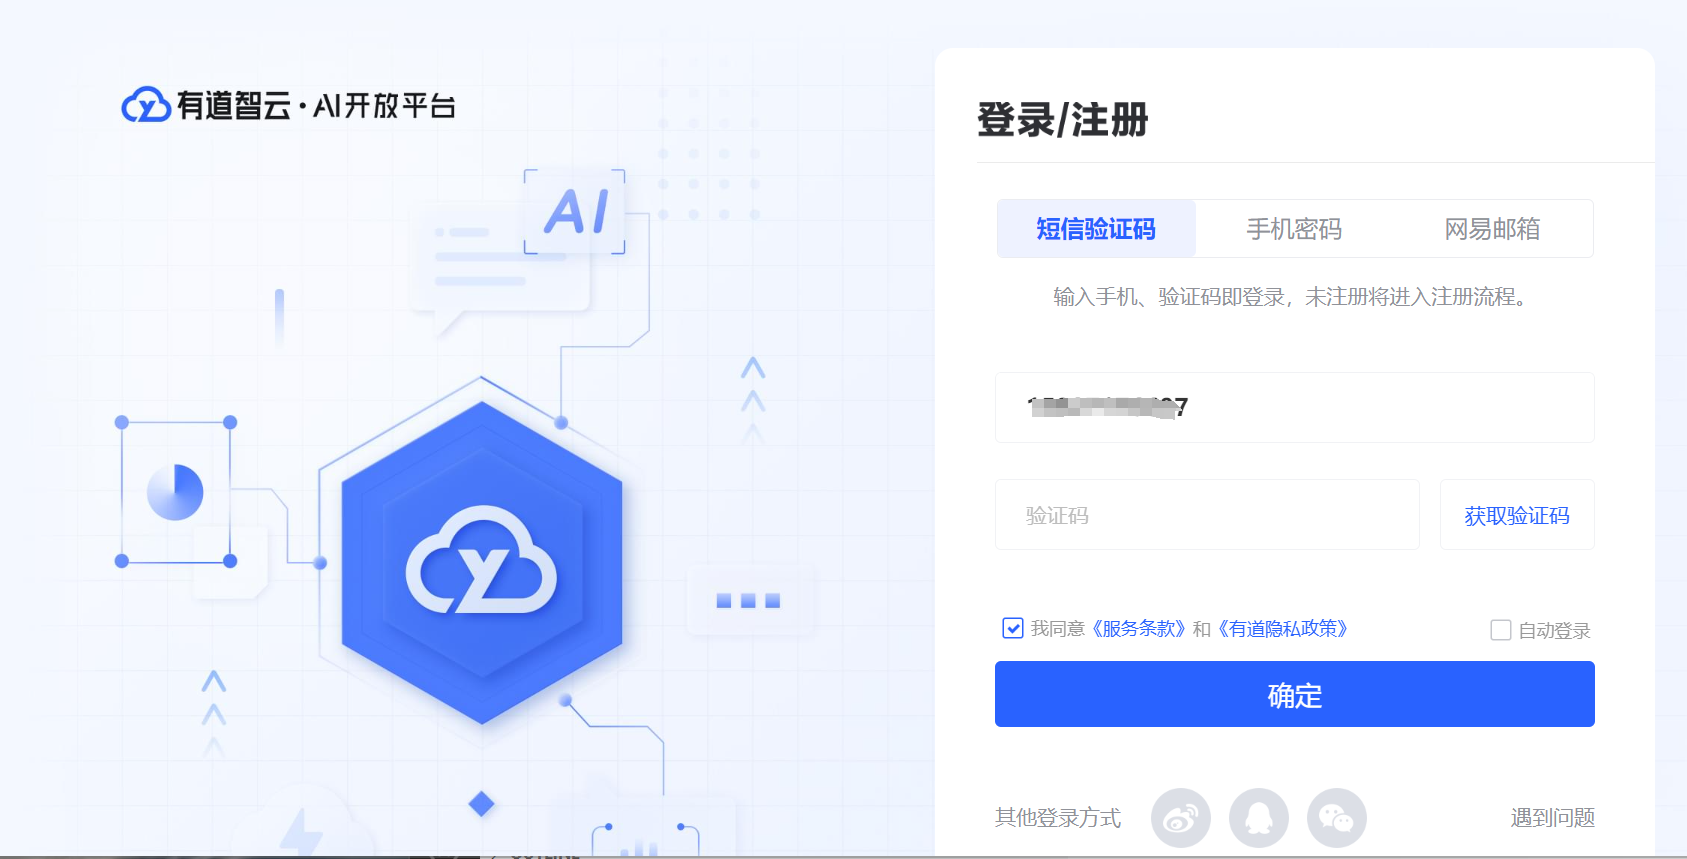 有道智云·AI开放平台
AI
登录/注册
短信验证码 手机密码 网易邮箱
输入手机、验证码即登录，未注册将进入注册流程。
验证码 获取验证码
我同意《服务条款》和《有道隐私政策》 自动登录
确定
其他登录方式 遇到问题